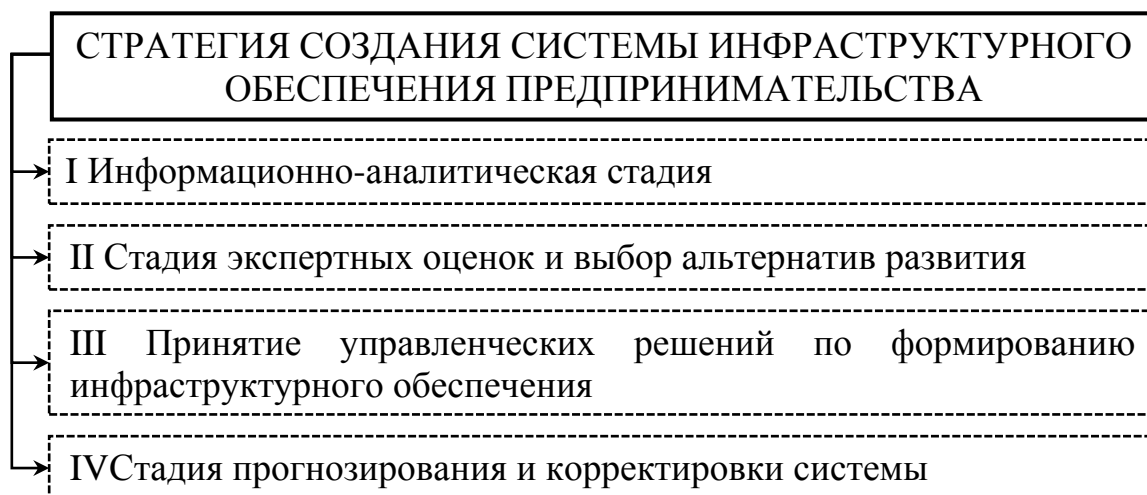 СТРАТЕГИЯ СОЗДАНИЯ СИСТЕМЫ ИНФРАСТРУКТУРНОГО
ОБЕСПЕЧЕНИЯ ПРЕДПРИНИМАТЕЛЬСТВА
I Информационно-аналитическая стадия
II Стадия экспертных оценок и выбор альтернатив развития
III Принятие управленческих решений по формированию
инфраструктурного обеспечения
IVСтадия прогнозирования и корректировки системы